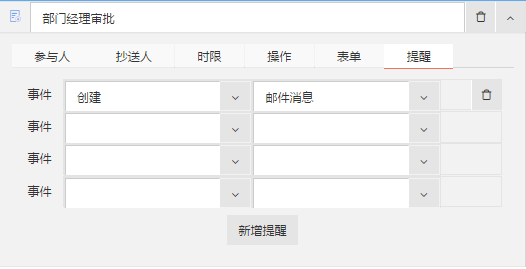 部门经理审批
参与人 抄送人 时限 操作 表单 提醒
事件 创建 邮件消息
事件
事件
事件
新增提醒